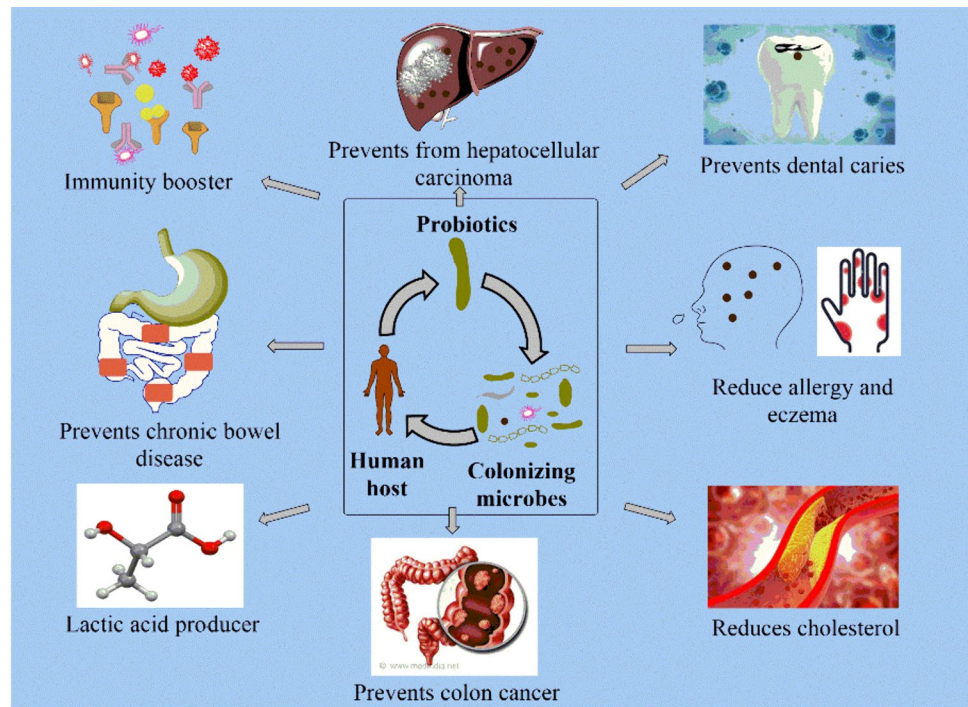 Immunity booster
Prevents from hepatocellular
carcinoma
Prevents dental caries
Probiotics
Human
host
Colonizing
microbes
Prevents chronic bowel
disease
Reduce allergy and
eczema
Lactic acid producer
© www.medindia.net
Prevents colon cancer
Reduces cholesterol